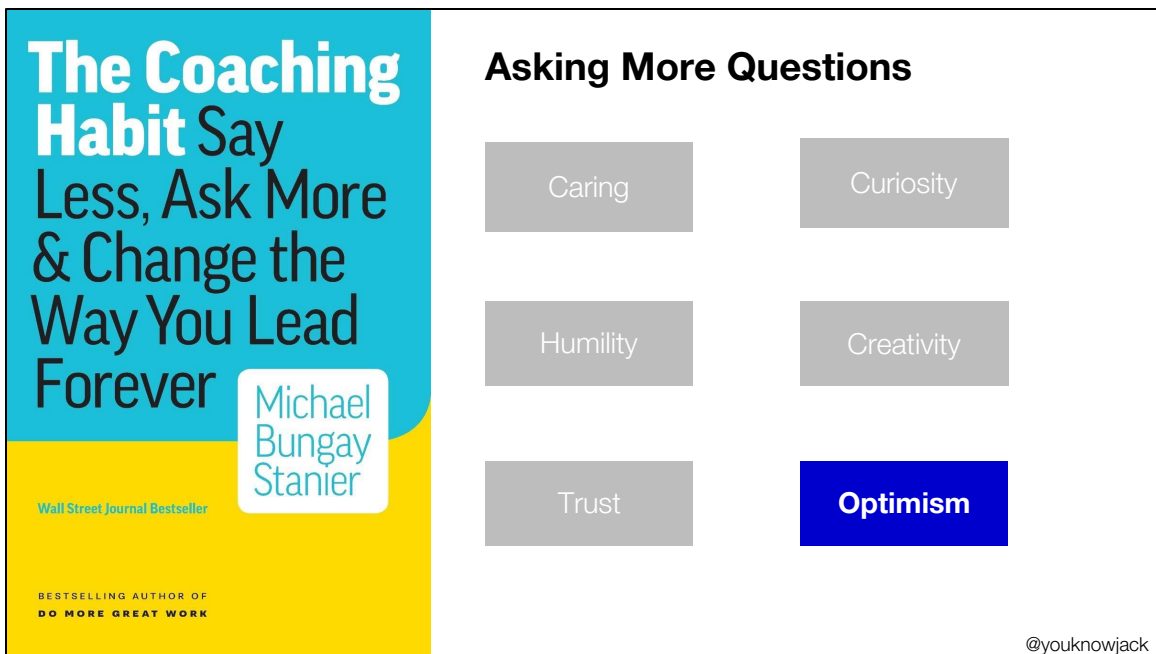 The Coaching
Habit Say
Less, Ask More
& Change the
Way You Lead
Forever
Michael
Bungay
Stanier
Wall Street Journal Bestseller
BESTSELLING AUTHOR OF
DO MORE GREAT WORK
Asking More Questions
Caring
Curiosity
Humility
Creativity
Trust
Optimism
@youknowjack